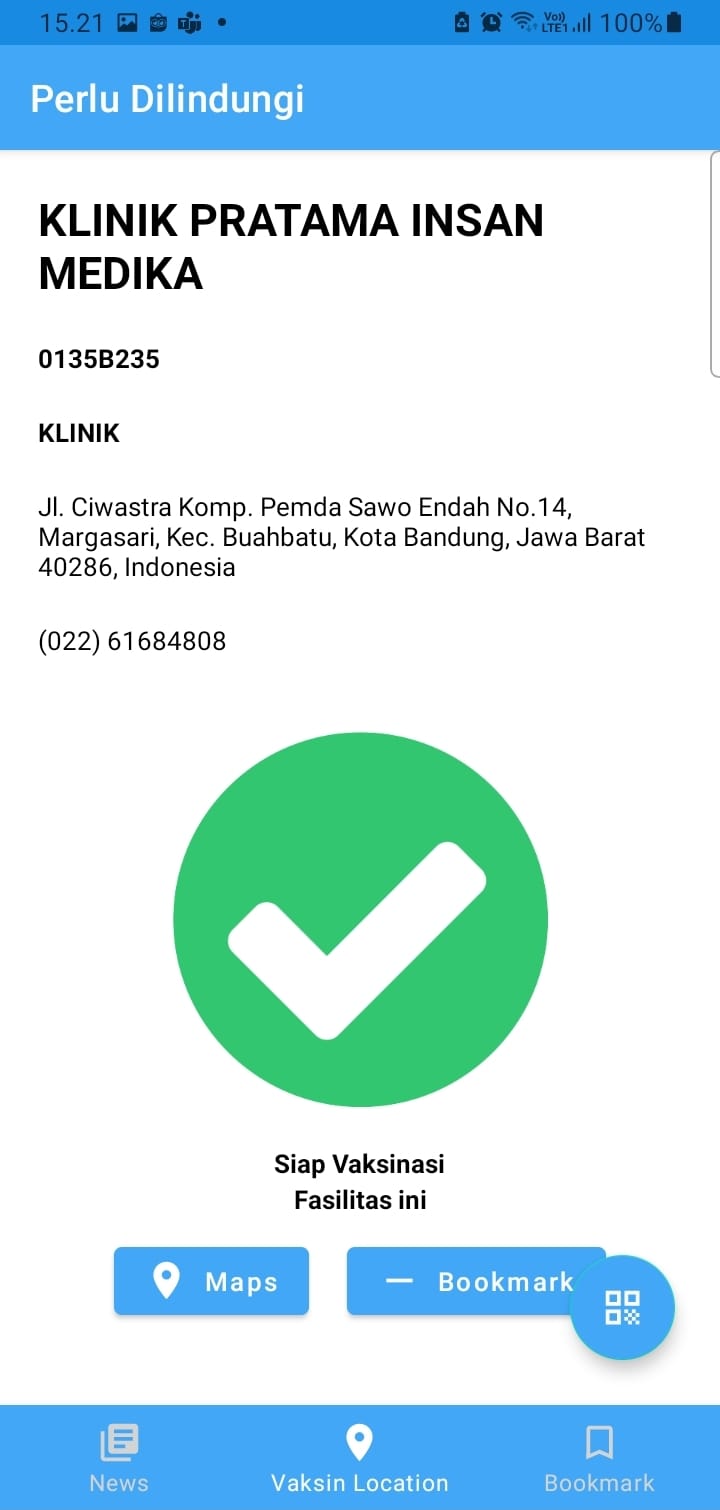 15.21
Vo)) LTE1 100%
Perlu Dilindungi
KLINIK PRATAMA INSAN
MEDIKA
0135B235
KLINIK
Jl. Ciwastra Komp. Pemda Sawo Endah No.14,
Margasari, Kec. Buahbatu, Kota Bandung, Jawa Barat
40286, Indonesia
(022) 61684808
Siap Vaksinasi
Fasilitas ini
Maps
Bookmark
News
Vaksin Location
Bookmark